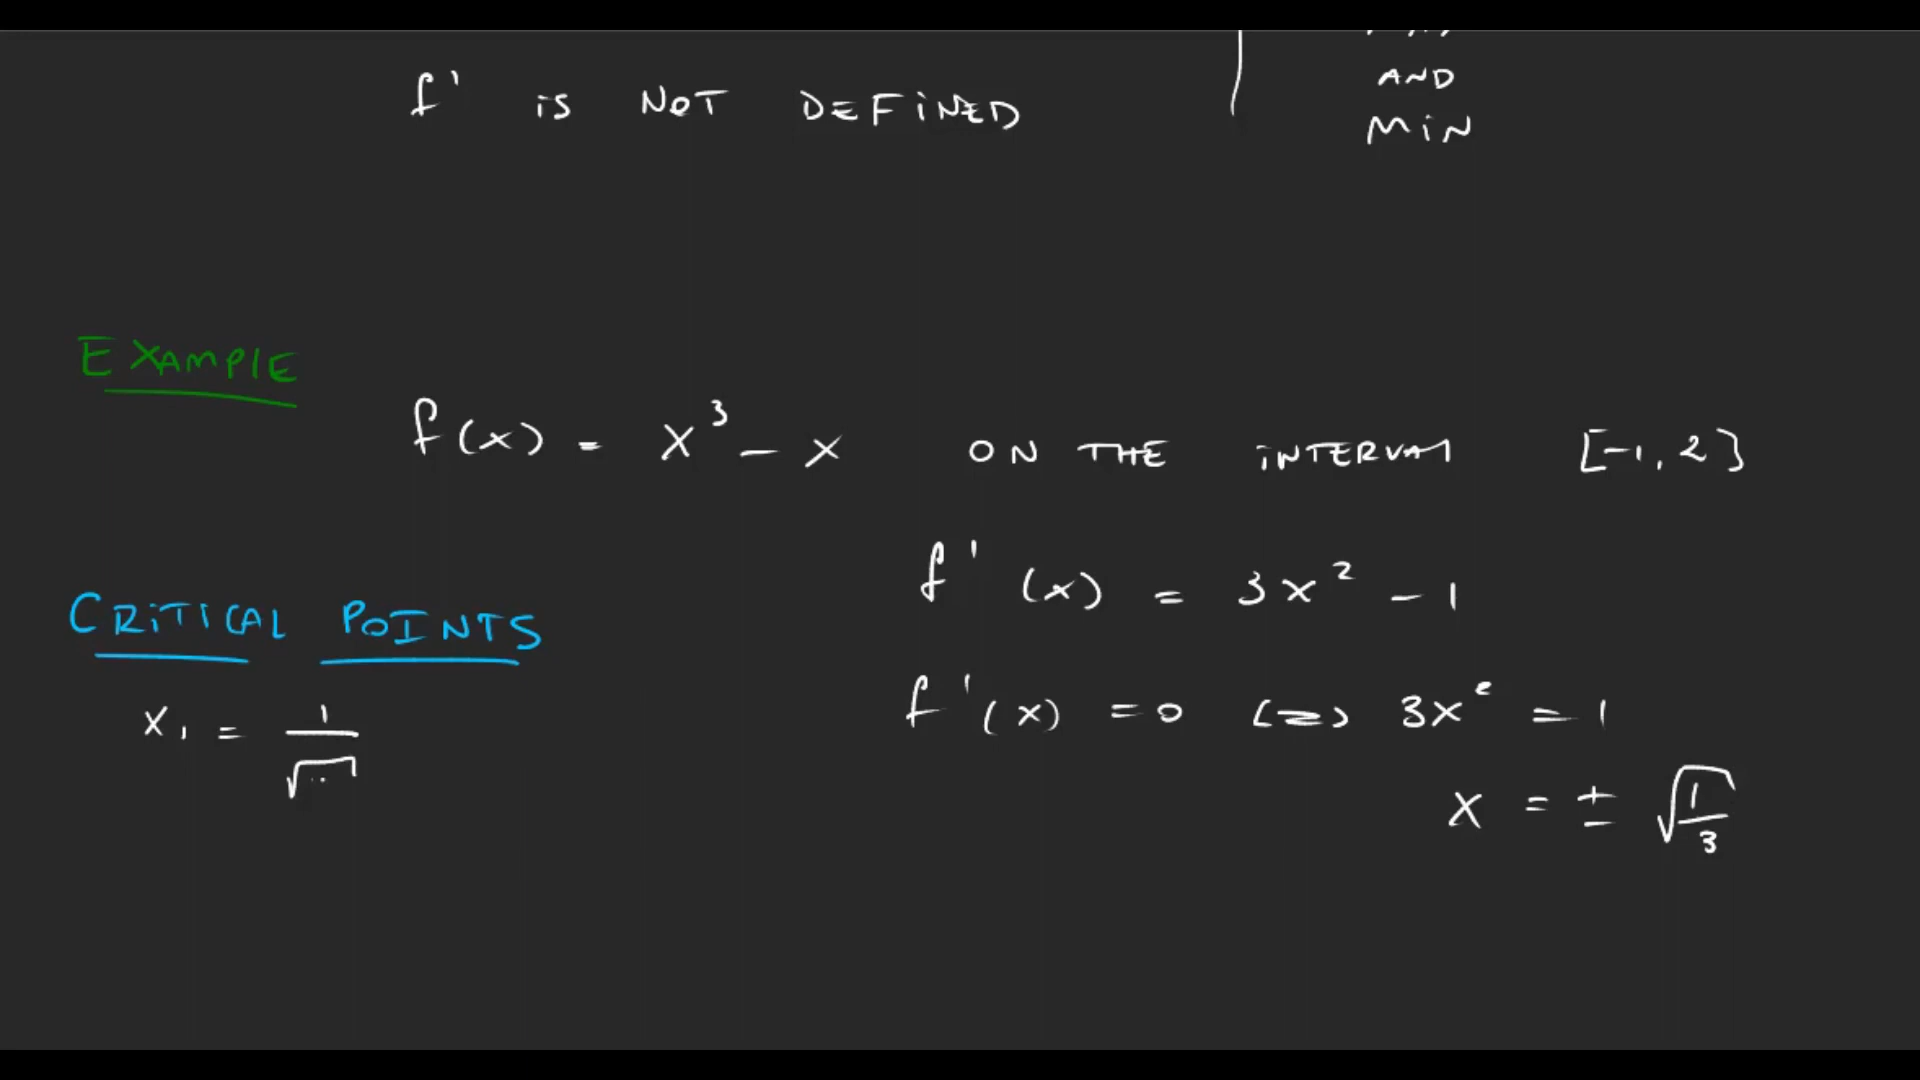 f' is NOT DEFINED
AND
MIN
EXAMPLE
f(x) = x³ - x ON THE INTERVAL [-1, 2]
f'(x) = 3x² - 1
CRITICAL POINTS
f'(x) = 0 <=> 3x² = 1
x₁ = 1/√
x = ± √(1/3)